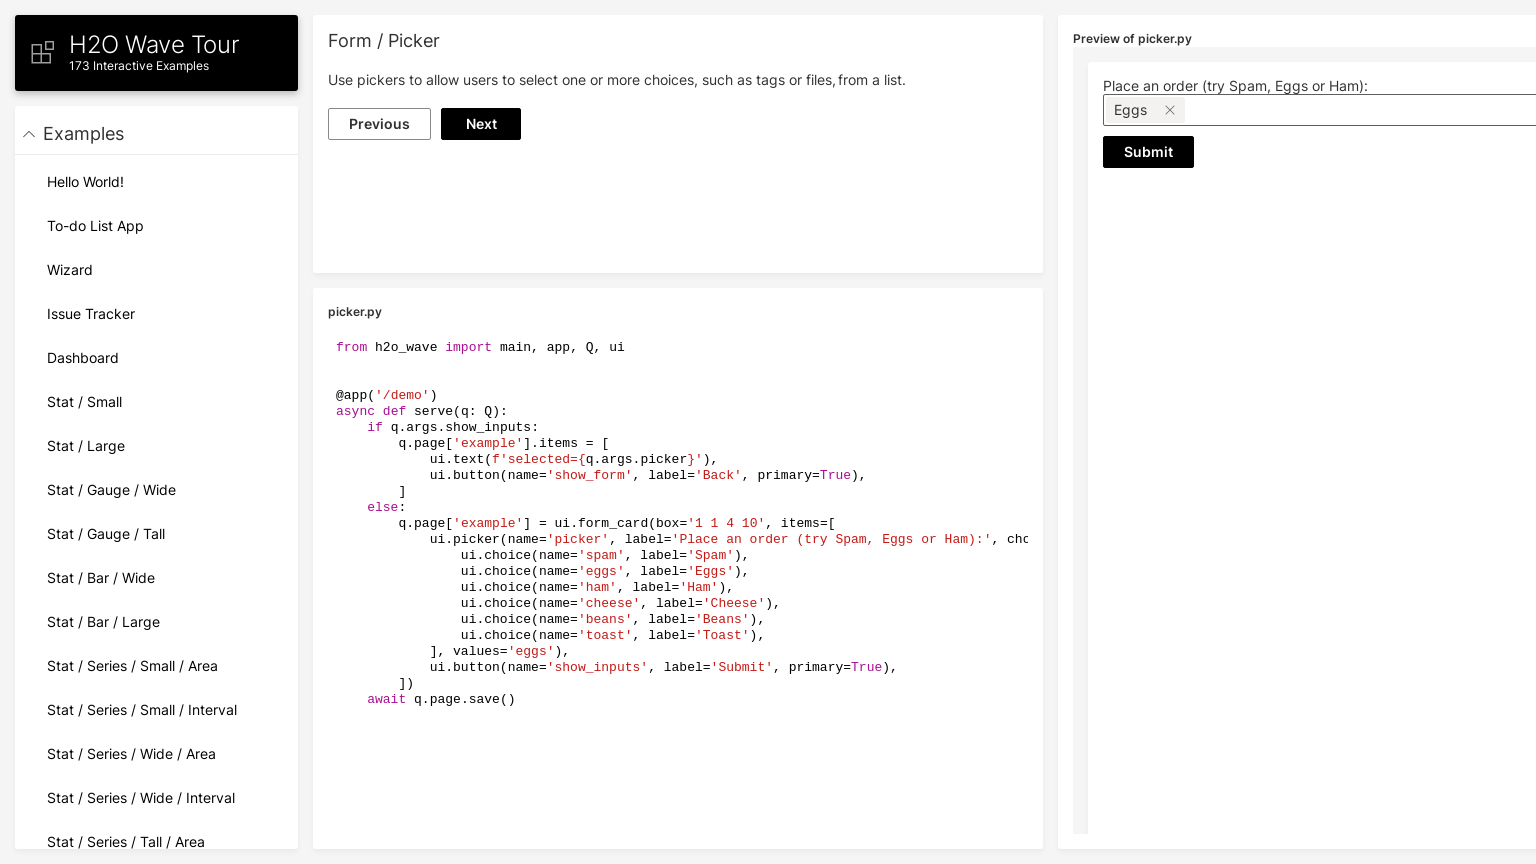 H2O Wave Tour
173 Interactive Examples
Examples
Hello World!
To-do List App
Wizard
Issue Tracker
Dashboard
Stat / Small
Stat / Large
Stat / Gauge / Wide
Stat / Gauge / Tall
Stat / Bar / Wide
Stat / Bar / Large
Stat / Series / Small / Area
Stat / Series / Small / Interval
Stat / Series / Wide / Area
Stat / Series / Wide / Interval
Stat / Series / Tall / Area
Form / Picker
Use pickers to allow users to select one or more choices, such as tags or files, from a list.
Previous
Next
picker.py
from h2o_wave import main, app, Q, ui
@app('/demo')
async def serve(q: Q):
    if q.args.show_inputs:
        q.page['example'].items = [
            ui.text(f'selected={q.args.picker}'),
            ui.button(name='show_form', label='Back', primary=True),
        ]
    else:
        q.page['example'] = ui.form_card(box='1 1 4 10', items=[
            ui.picker(name='picker', label='Place an order (try Spam, Eggs or Ham):', cho
                ui.choice(name='spam', label='Spam'),
                ui.choice(name='eggs', label='Eggs'),
                ui.choice(name='ham', label='Ham'),
                ui.choice(name='cheese', label='Cheese'),
                ui.choice(name='beans', label='Beans'),
                ui.choice(name='toast', label='Toast'),
            ], values='eggs'),
            ui.button(name='show_inputs', label='Submit', primary=True),
        ])
    await q.page.save()
Preview of picker.py
Place an order (try Spam, Eggs or Ham):
Eggs
Submit